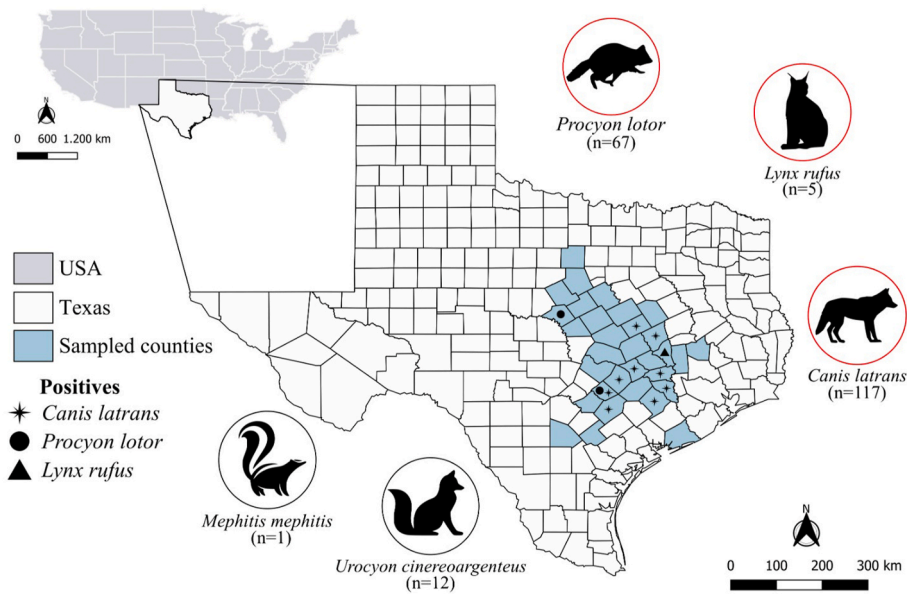 N
0 600 1.200 km
Procyon lotor
(n=67)
Lynx rufus
(n=5)
USA
Texas
Sampled counties
Positives
Canis latrans
Procyon lotor
Lynx rufus
Canis latrans
(n=117)
Mephitis mephitis
(n=1)
Urocyon cinereoargenteus
(n=12)
N
0 100 200 300 km